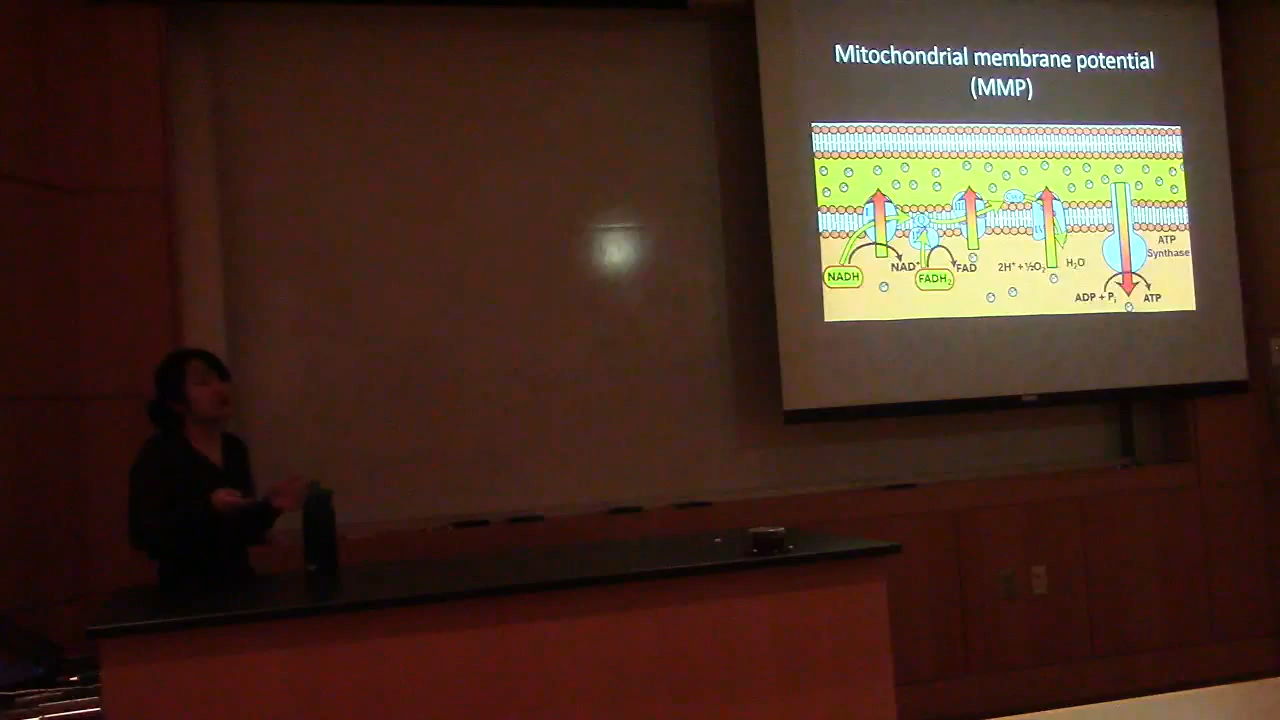 Mitochondrial membrane potential
(MMP)
ATP
Synthase
NADH
NAD⁺
FADH₂
FAD
2H⁺ + ½O₂
H₂O
ADP + Pᵢ
ATP